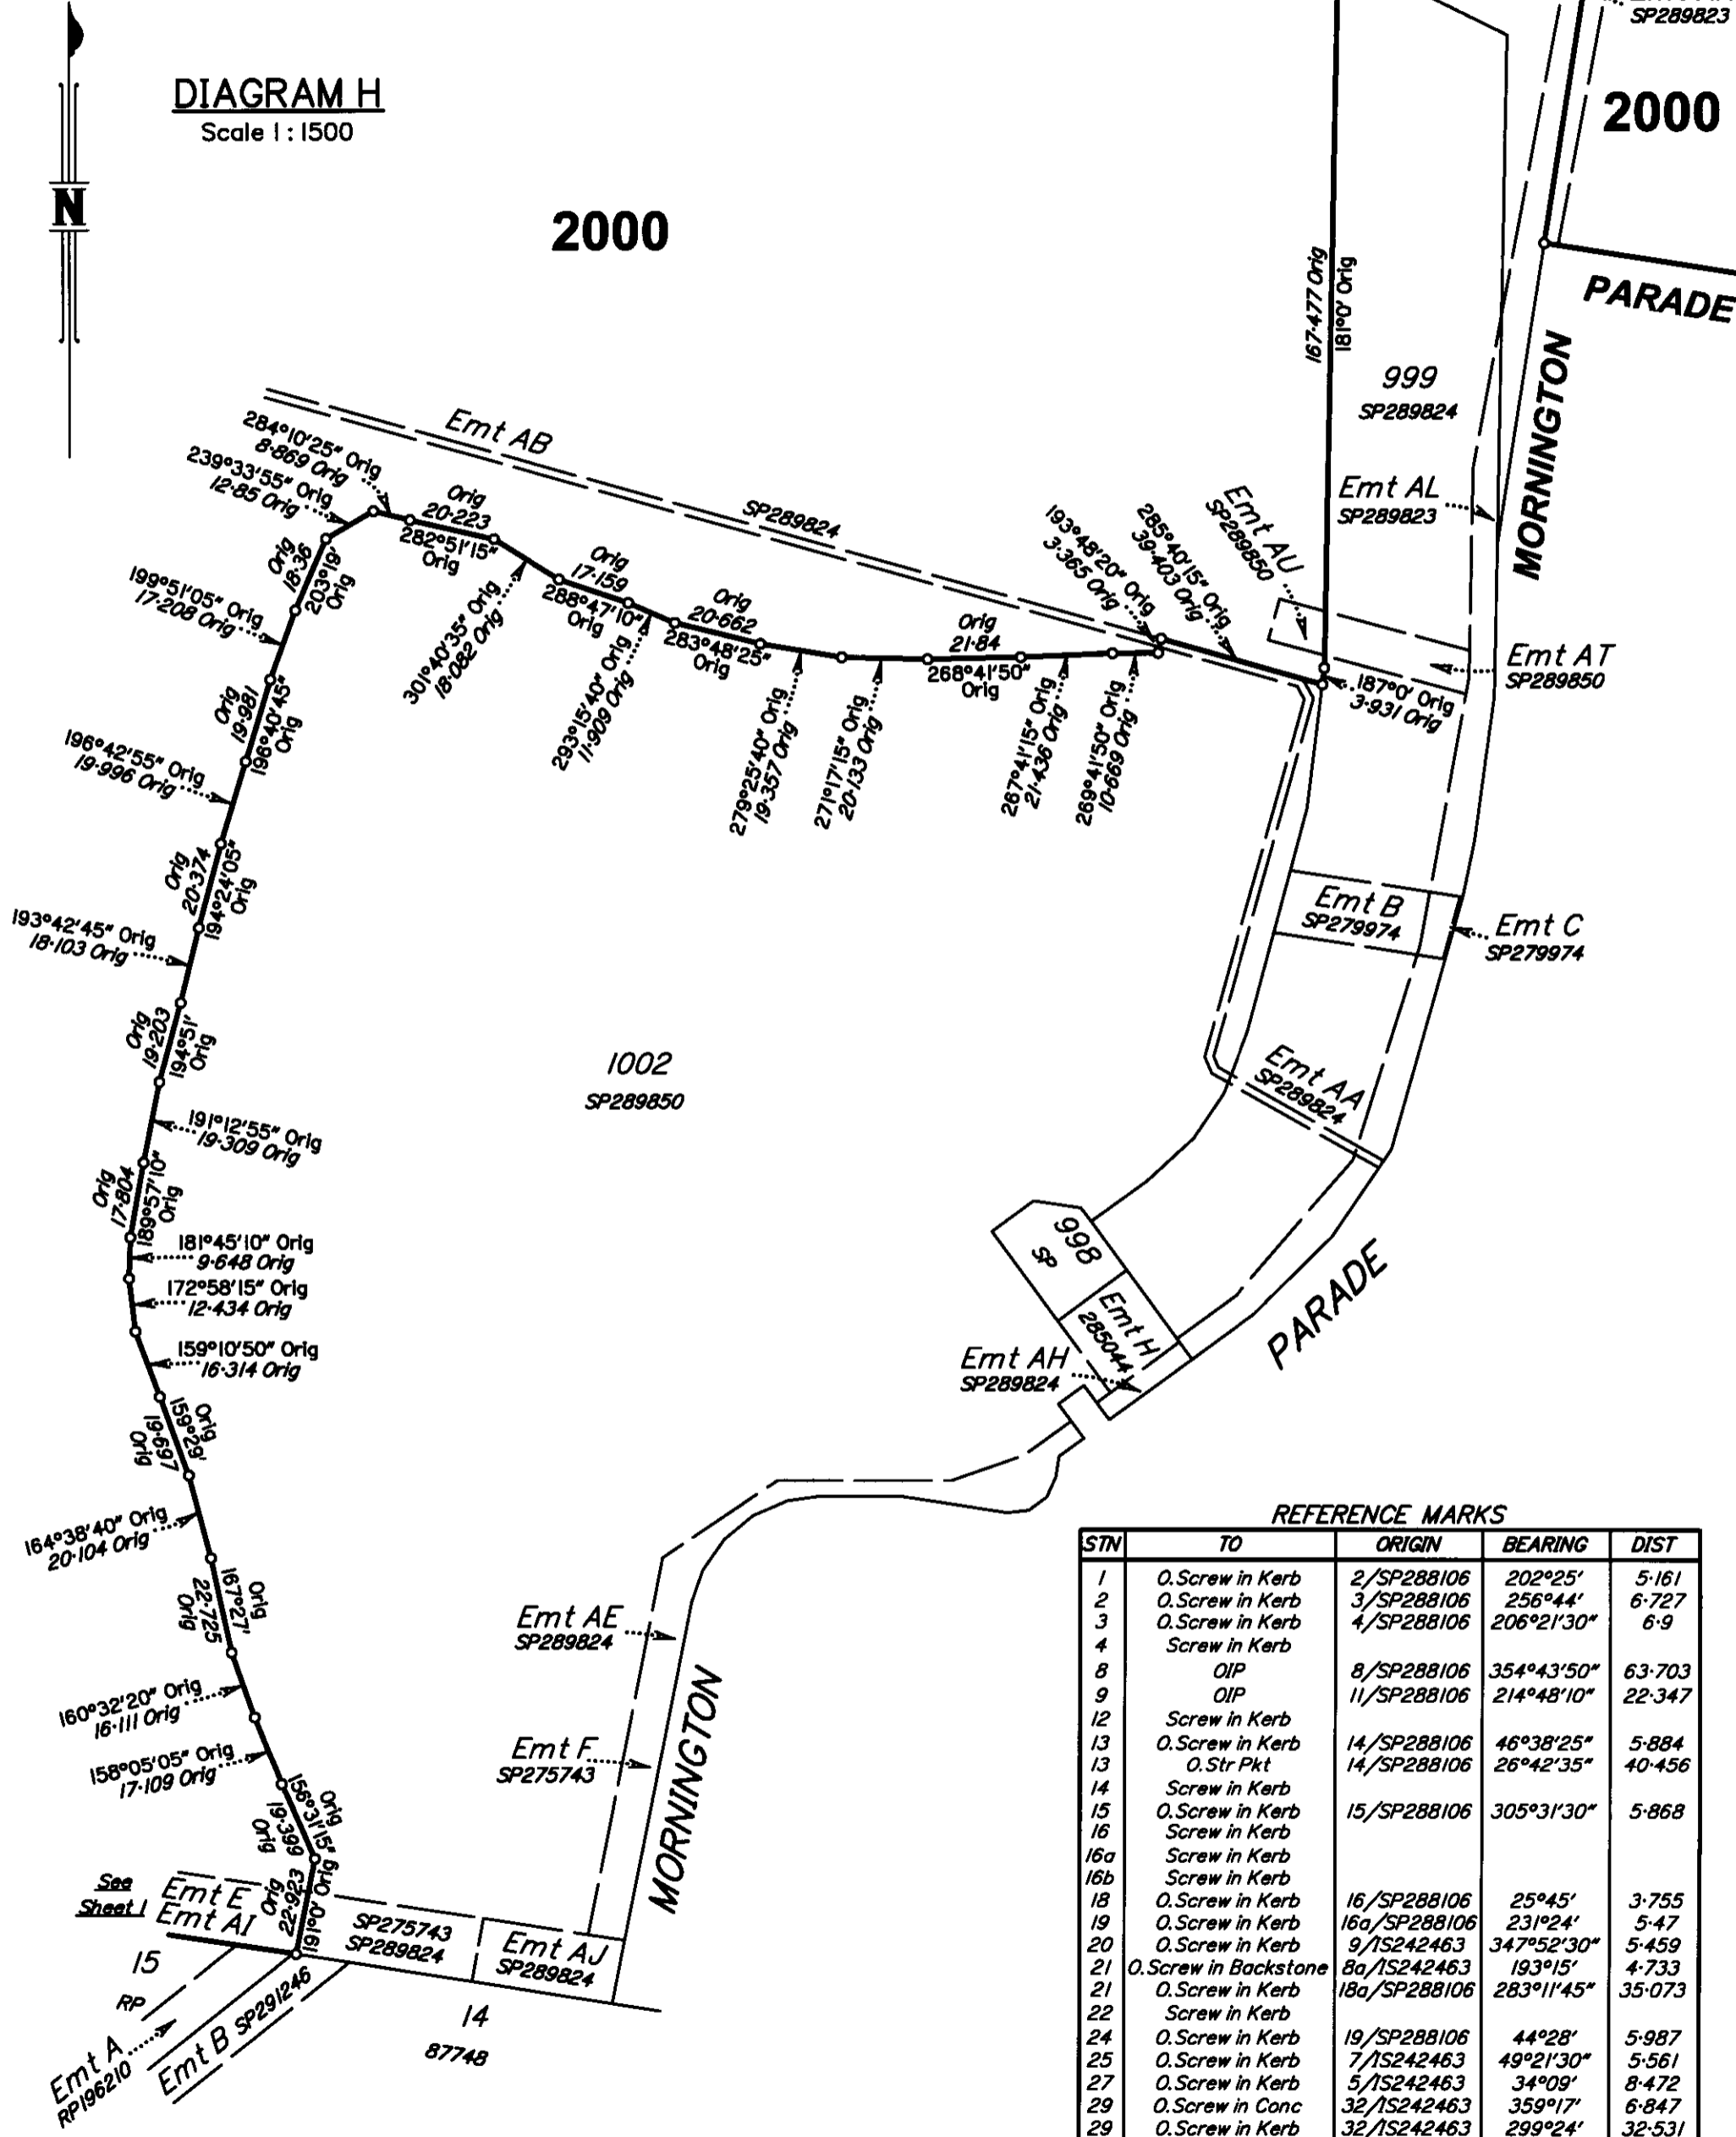 DIAGRAM H
Scale 1:1500
N
2000
SP289823
2000
PARADE
MORNINGTON
167·477 Orig
181°0' Orig
999
SP289824
Emt AL
SP289823
Emt AB
SP289824
284°10'25" Orig
8·869 Orig
239°33'55" Orig
12·85 Orig
Orig
20·223
282°51'15"
Orig
Orig
18·36
203°19'
Orig
301°40'35" Orig
18·082 Orig
Orig
17·159
288°47'10"
Orig
293°15'40" Orig
11·909 Orig
Orig
20·662
283°48'25"
Orig
279°25'40" Orig
19·357 Orig
271°17'15" Orig
20·133 Orig
Orig
21·84
268°41'50"
Orig
267°41'15" Orig
21·436 Orig
269°41'50" Orig
10·669 Orig
193°48'20" Orig
3·365 Orig
285°40'15" Orig
39·403 Orig
Emt AU
SP289850
Emt AT
SP289850
187°0' Orig
3·931 Orig
199°51'05" Orig
17·208 Orig
Orig
19·981
196°40'45"
Orig
196°42'55" Orig
19·996 Orig
Orig
20·374
194°24'05"
Orig
193°42'45" Orig
18·103 Orig
Orig
19·203
194°51'
Orig
191°12'55" Orig
19·309 Orig
Orig
17·804
189°57'10"
Orig
181°45'10" Orig
9·648 Orig
172°58'15" Orig
12·434 Orig
159°10'50" Orig
16·314 Orig
Orig
159°29'
19·697
Orig
164°38'40" Orig
20·104 Orig
Orig
167°27'
22·725
Orig
160°32'20" Orig
16·111 Orig
158°05'05" Orig
17·109 Orig
Orig
156°31'15"
19·399
Orig
Orig
22·923
191°0' Orig
1002
SP289850
Emt B
SP279974
Emt C
SP279974
Emt AA
SP289824
998
SP
Emt H
285044
Emt AH
SP289824
PARADE
Emt AE
SP289824
Emt F
SP275743
MORNINGTON
See
Sheet 1
Emt E
Emt AI
SP275743
SP289824
Emt AJ
SP289824
15
RP
14
87748
Emt A
RP196210
Emt B SP291246
REFERENCE MARKS
STN TO ORIGIN BEARING DIST
1 O.Screw in Kerb 2/SP288106 202°25' 5·161
2 O.Screw in Kerb 3/SP288106 256°44' 6·727
3 O.Screw in Kerb 4/SP288106 206°21'30" 6·9
4 Screw in Kerb
8 OIP 8/SP288106 354°43'50" 63·703
9 OIP 11/SP288106 214°48'10" 22·347
12 Screw in Kerb
13 O.Screw in Kerb 14/SP288106 46°38'25" 5·884
13 O.Str Pkt 14/SP288106 26°42'35" 40·456
14 Screw in Kerb
15 O.Screw in Kerb 15/SP288106 305°31'30" 5·868
16 Screw in Kerb
16a Screw in Kerb
16b Screw in Kerb
18 O.Screw in Kerb 16/SP288106 25°45' 3·755
19 O.Screw in Kerb 16a/SP288106 231°24' 5·47
20 O.Screw in Kerb 9/IS242463 347°52'30" 5·459
21 O.Screw in Backstone 8a/IS242463 193°15' 4·733
21 O.Screw in Kerb 18a/SP288106 283°11'45" 35·073
22 Screw in Kerb
24 O.Screw in Kerb 19/SP288106 44°28' 5·987
25 O.Screw in Kerb 7/IS242463 49°21'30" 5·561
27 O.Screw in Kerb 5/IS242463 34°09' 8·472
29 O.Screw in Conc 32/IS242463 359°17' 6·847
29 O.Screw in Kerb 32/IS242463 299°24' 32·531